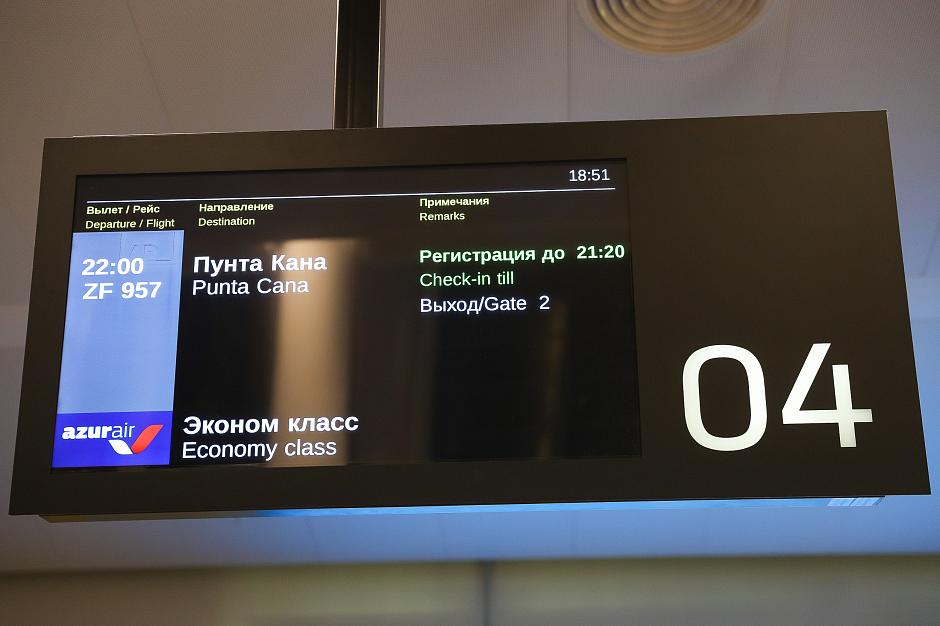 18:51
Вылет / Рейс
Departure / Flight
Направление
Destination
Примечания
Remarks
22:00
ZF 957
Пунта Кана
Punta Cana
Регистрация до 21:20
Check-in till
Выход/Gate 2
azurair
Эконом класс
Economy class
04